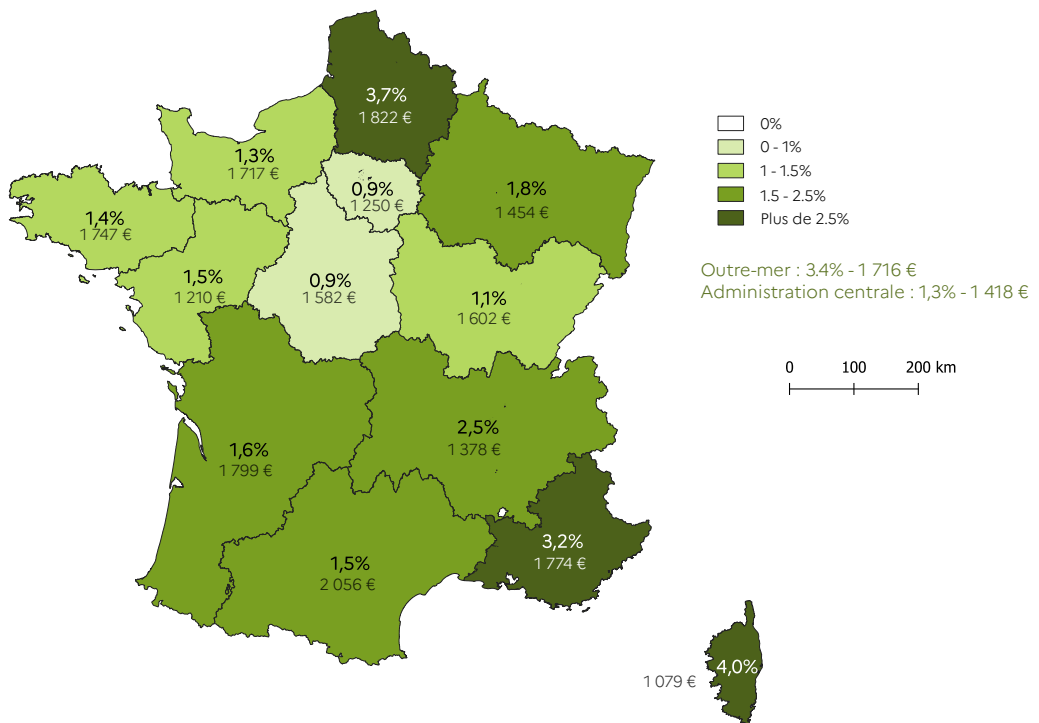 3,7%
1 822 €
1,3%
1 717 €
0,9%
1 250 €
1,8%
1 454 €
1,4%
1 747 €
1,5%
1 210 €
0,9%
1 582 €
1,1%
1 602 €
2,5%
1 378 €
1,6%
1 799 €
3,2%
1 774 €
1,5%
2 056 €
4,0%
1 079 €
0%
0 - 1%
1 - 1.5%
1.5 - 2.5%
Plus de 2.5%
Outre-mer : 3.4% - 1 716 €
Administration centrale : 1,3% - 1 418 €
0 100 200 km